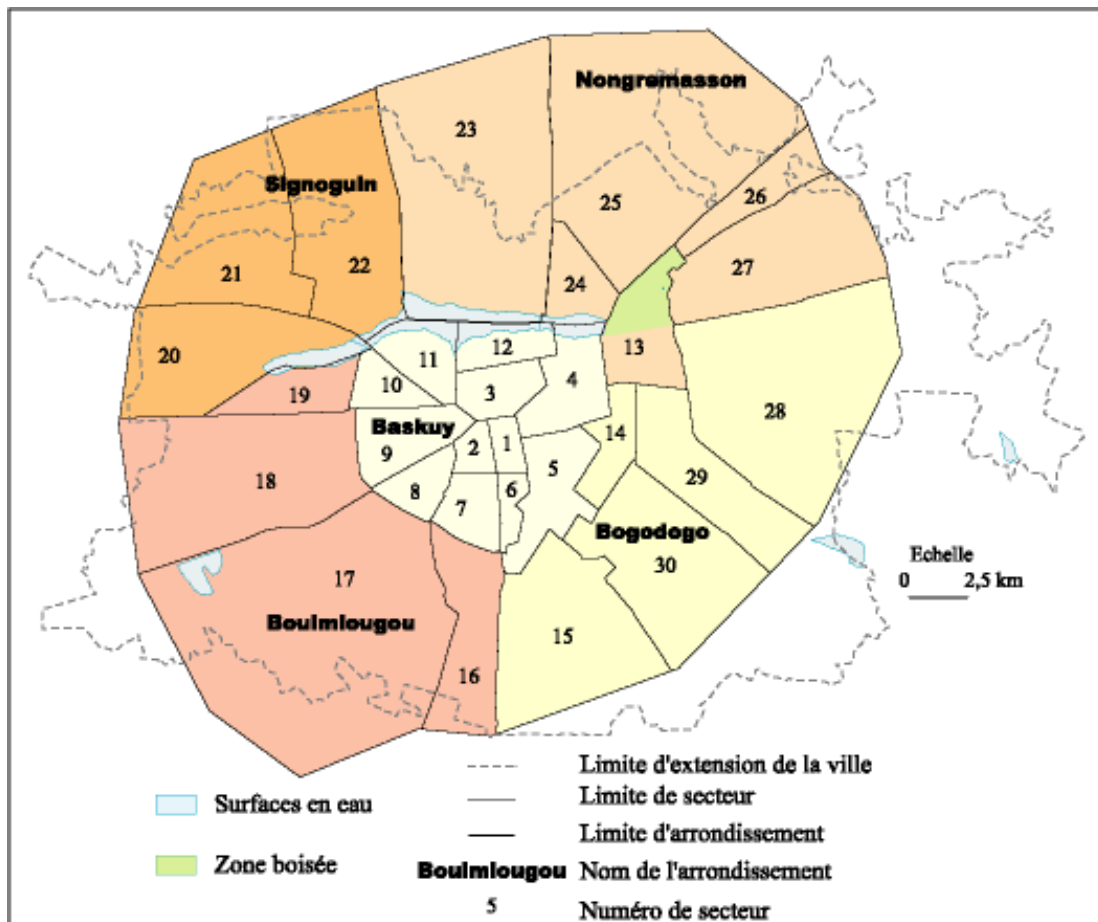 Nongremasson
23
Signoguin
25
26
21
22
24
27
20
11
12
13
10
3
4
19
28
Baskuy
14
2
1
9
5
29
18
8
6
7
Bogodogo
Echelle
30
0 2,5 km
17
Boulmlougou
15
16
Limite d'extension de la ville
Surfaces en eau
Limite de secteur
Limite d'arrondissement
Zone boisée
Boulmlougou Nom de l'arrondissement
5 Numéro de secteur